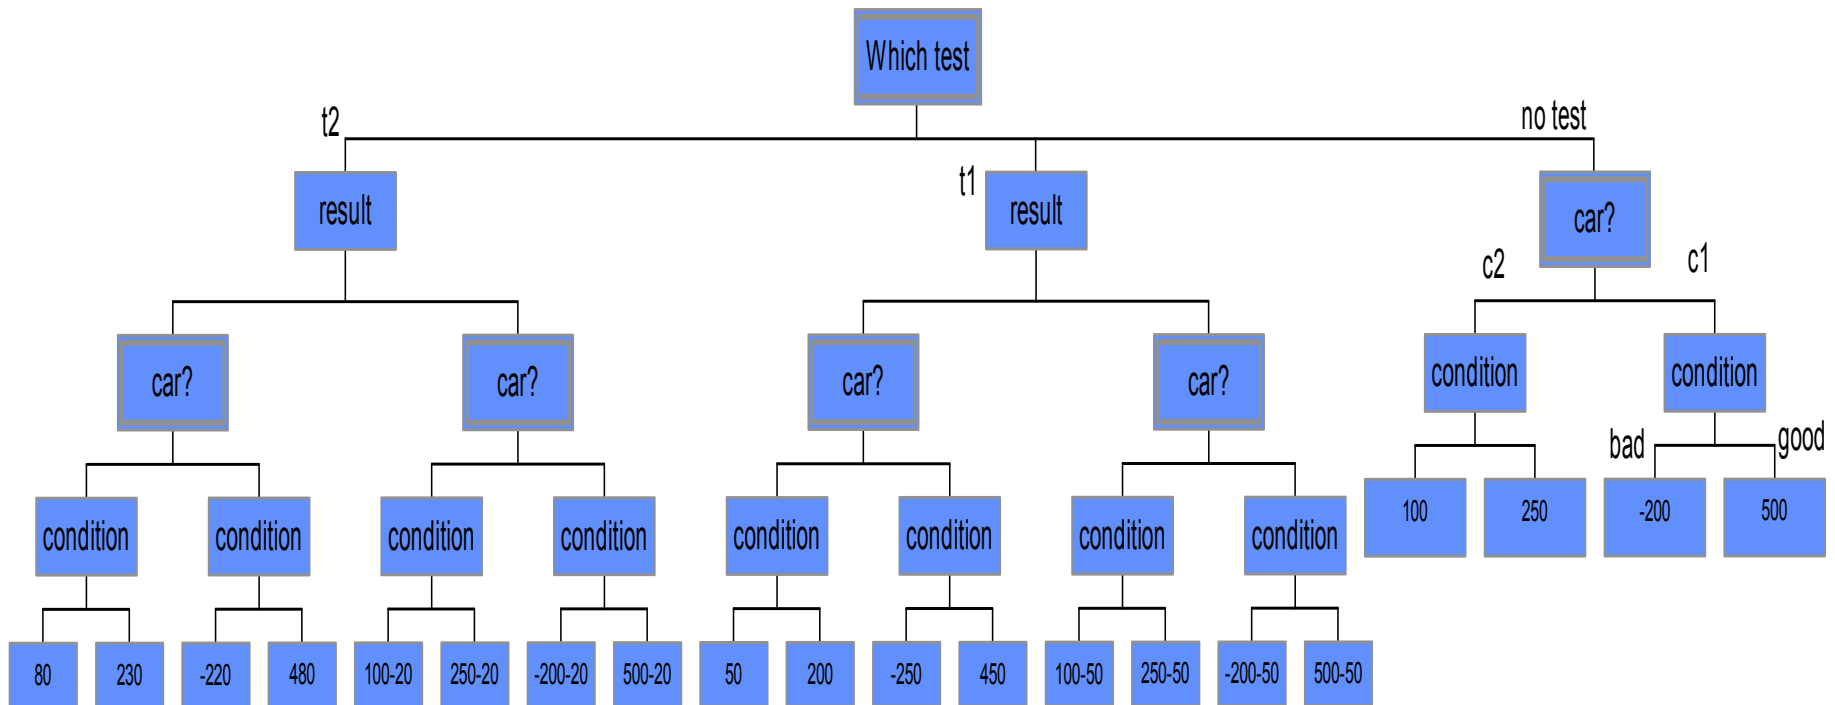 Which test
t2
no test
result
t1
result
car?
c2
c1
car?
car?
car?
car?
condition
condition
bad
good
condition
condition
condition
condition
condition
condition
condition
condition
100
250
-200
500
80
230
-220
480
100-20
250-20
-200-20
500-20
50
200
-250
450
100-50
250-50
-200-50
500-50